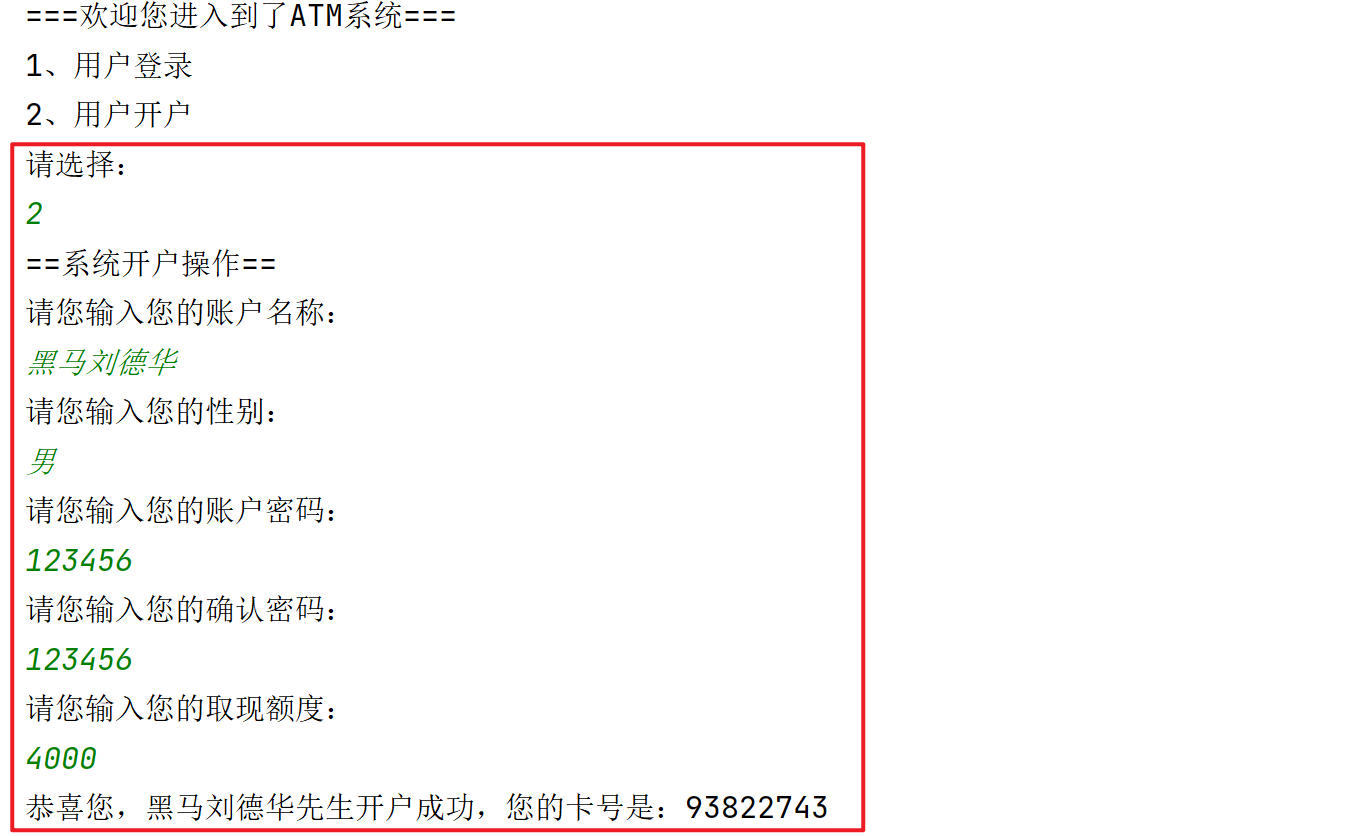 ===欢迎您进入到了ATM系统===
1、用户登录
2、用户开户
请选择：
2
==系统开户操作==
请您输入您的账户名称：
黑马刘德华
请您输入您的性别：
男
请您输入您的账户密码：
123456
请您输入您的确认密码：
123456
请您输入您的取现额度：
4000
恭喜您，黑马刘德华先生开户成功，您的卡号是：93822743